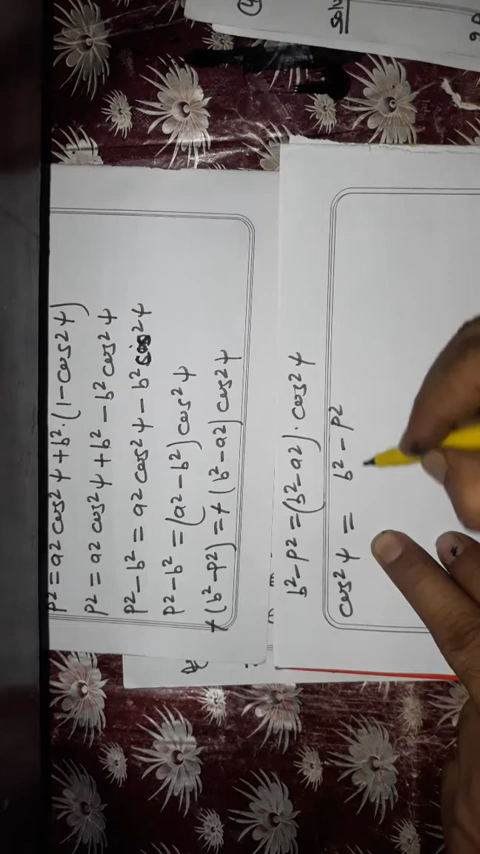 p² = a² cos² ψ + b² · (1 - cos² ψ)
p² = a² cos² ψ + b² - b² cos² ψ
p² - b² = a² cos² ψ - b² cos² ψ
p² - b² = (a² - b²) cos² ψ
+ (b² - p²) = + (b² - a²) cos² ψ
b² - p² = (b² - a²) · cos² ψ
cos² ψ = b² - p²